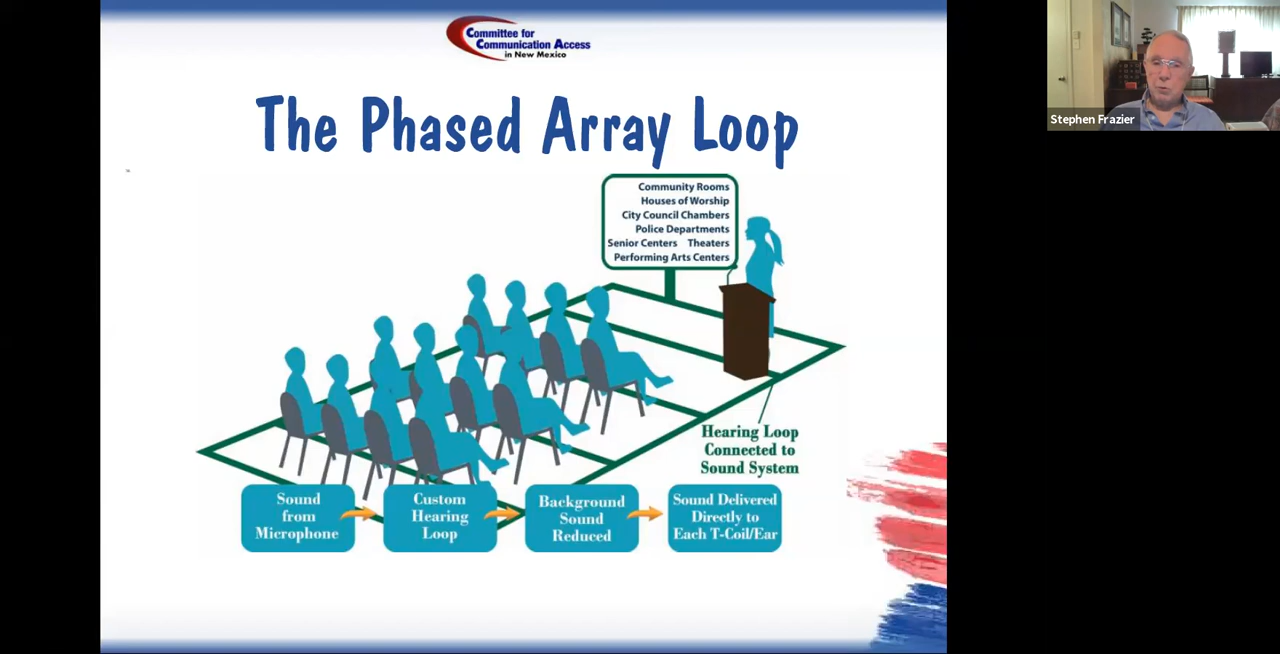 Committee for
Communication Access
in New Mexico
Stephen Frazier
The Phased Array Loop
Community Rooms
Houses of Worship
City Council Chambers
Police Departments
Senior Centers Theaters
Performing Arts Centers
Hearing Loop
Connected to
Sound System
Sound
from
Microphone
Custom
Hearing
Loop
Background
Sound
Reduced
Sound Delivered
Directly to
Each T-Coil/Ear